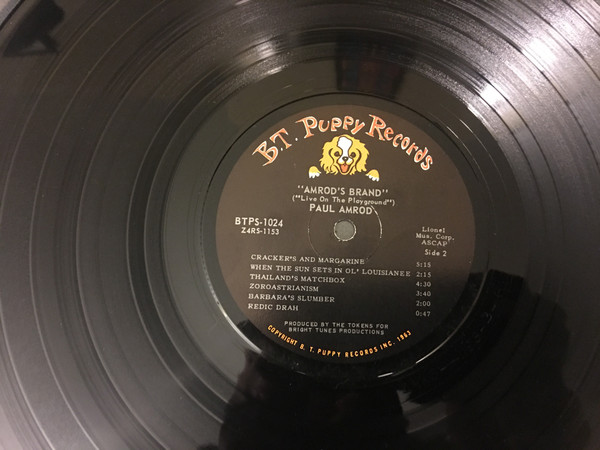 B.T. Puppy Records
"AMROD'S BRAND"
("Live On The Playground")
PAUL AMROD
BTPS-1024
Z4RS-1153
Lionel
Mus. Corp.
ASCAP
Side 2
CRACKER'S AND MARGARINE 5:15
WHEN THE SUN SETS IN OL' LOUISIANEE 2:15
THAILAND'S MATCHBOX 4:30
ZOROASTRIANISM 3:40
BARBARA'S SLUMBER 2:00
REDIC DRAH 0:47
PRODUCED BY THE TOKENS FOR
BRIGHT TUNES PRODUCTIONS
COPYRIGHT B. T. PUPPY RECORDS INC. 1963